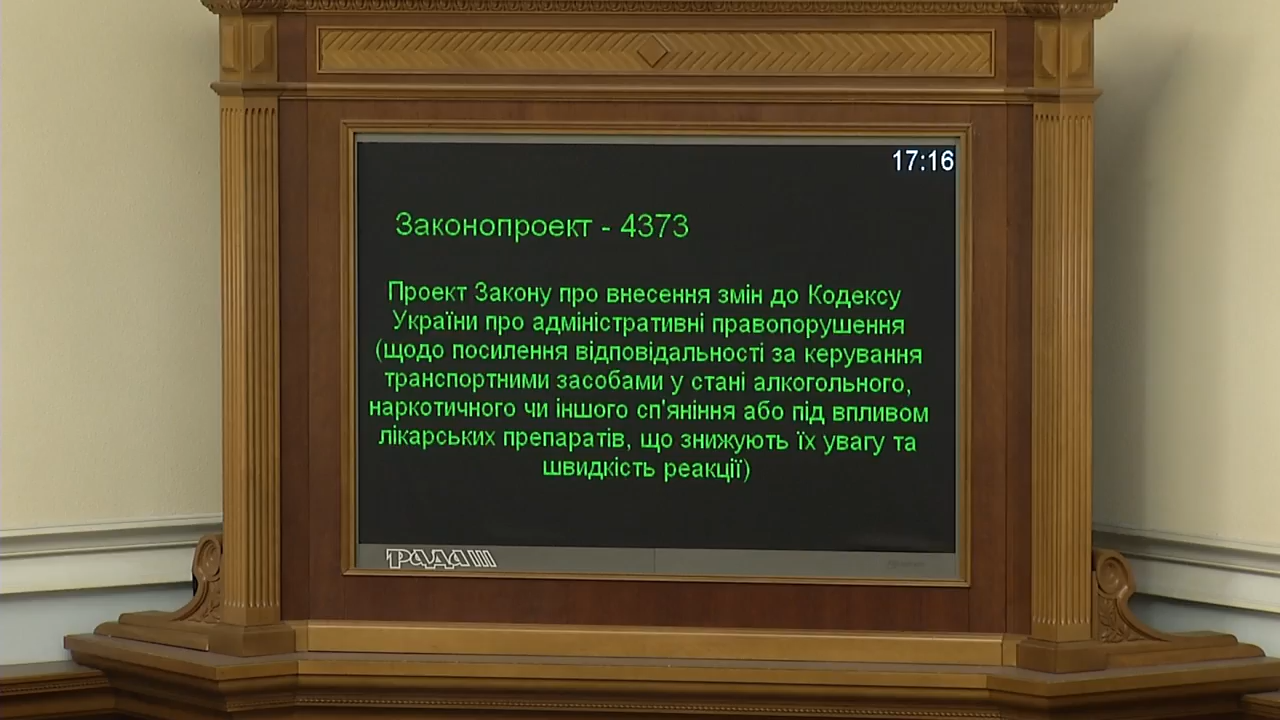 17:16
Законопроект - 4373
Проект Закону про внесення змін до Кодексу
України про адміністративні правопорушення
(щодо посилення відповідальності за керування
транспортними засобами у стані алкогольного,
наркотичного чи іншого сп'яніння або під впливом
лікарських препаратів, що знижують їх увагу та
швидкість реакції)
РАДА III